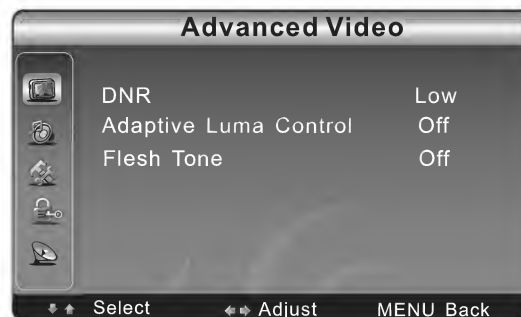 Advanced Video
DNR Low
Adaptive Luma Control Off
Flesh Tone Off
Select Adjust MENU Back